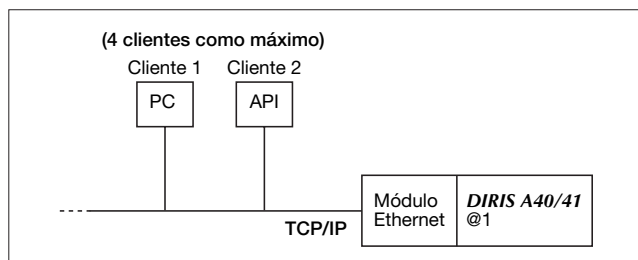 (4 clientes como máximo)
Cliente 1
Cliente 2
PC
API
Módulo
Ethernet
DIRIS A40/41
@1
TCP/IP